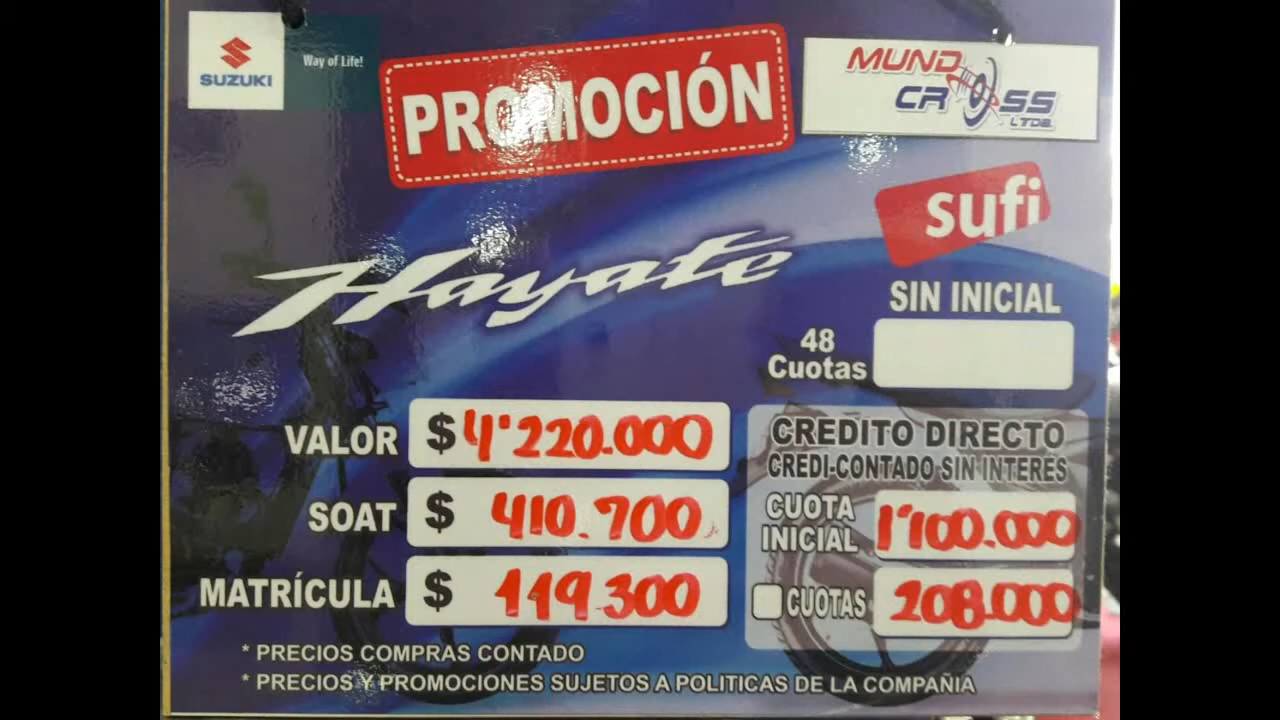 SUZUKI
Way of Life!
PROMOCIÓN
MUNDO CROSS LTDA.
sufi
Hayate
SIN INICIAL
48 Cuotas
VALOR $ 4'220.000
SOAT $ 410.700
MATRÍCULA $ 119.300
CREDITO DIRECTO
CREDI-CONTADO SIN INTERES
CUOTA INICIAL 1'100.000
CUOTAS 208.000
* PRECIOS COMPRAS CONTADO
* PRECIOS Y PROMOCIONES SUJETOS A POLITICAS DE LA COMPAÑIA